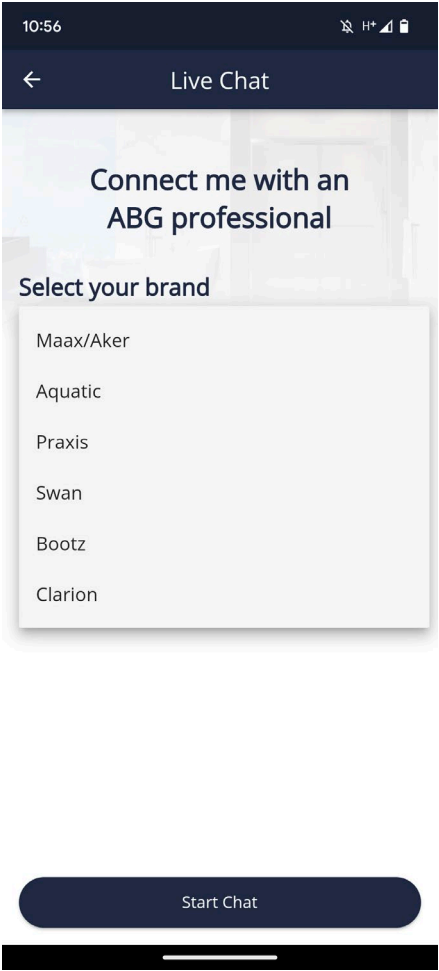 10:56
H+
Live Chat
Connect me with an
ABG professional
Select your brand
Maax/Aker
Aquatic
Praxis
Swan
Bootz
Clarion
Start Chat